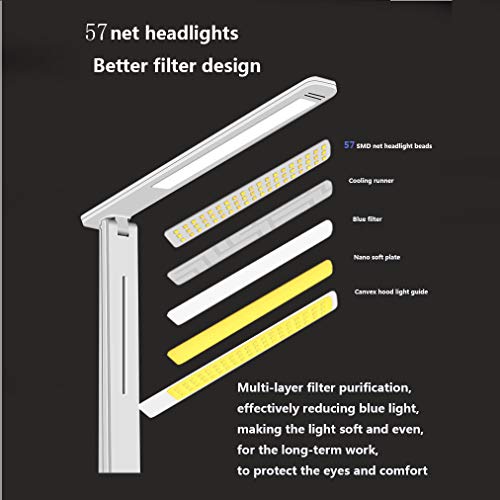 57 net headlights
Better filter design
57 SMD net headlight beads
Cooling runner
Blue filter
Nano soft plate
Canvex hood light guide
Multi-layer filter purification,
effectively reducing blue light,
making the light soft and even,
for the long-term work,
to protect the eyes and comfort